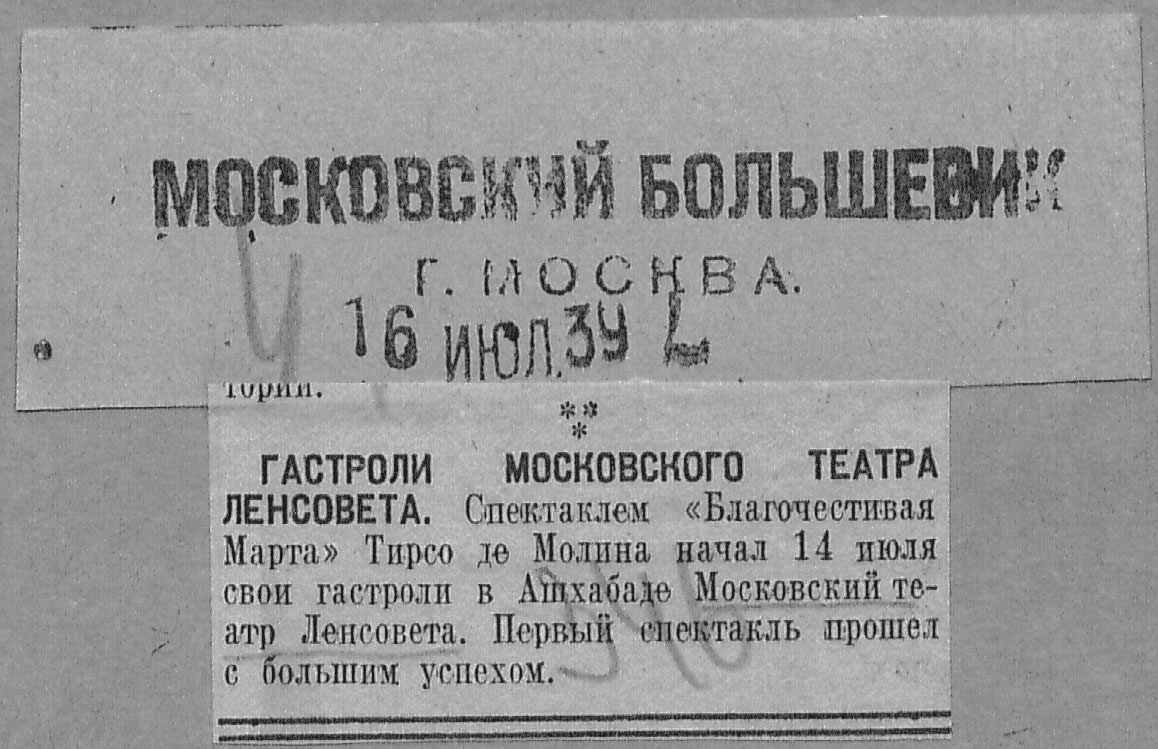 МОСКОВСКИЙ БОЛЬШЕВИК
Г. МОСКВА.
16 ИЮЛ. 39
тории.
ГАСТРОЛИ МОСКОВСКОГО ТЕАТРА
ЛЕНСОВЕТА. Спектаклем «Благочестивая
Марта» Тирсо де Молина начал 14 июля
свои гастроли в Ашхабаде Московский те-
атр Ленсовета. Первый спектакль прошел
с большим успехом.